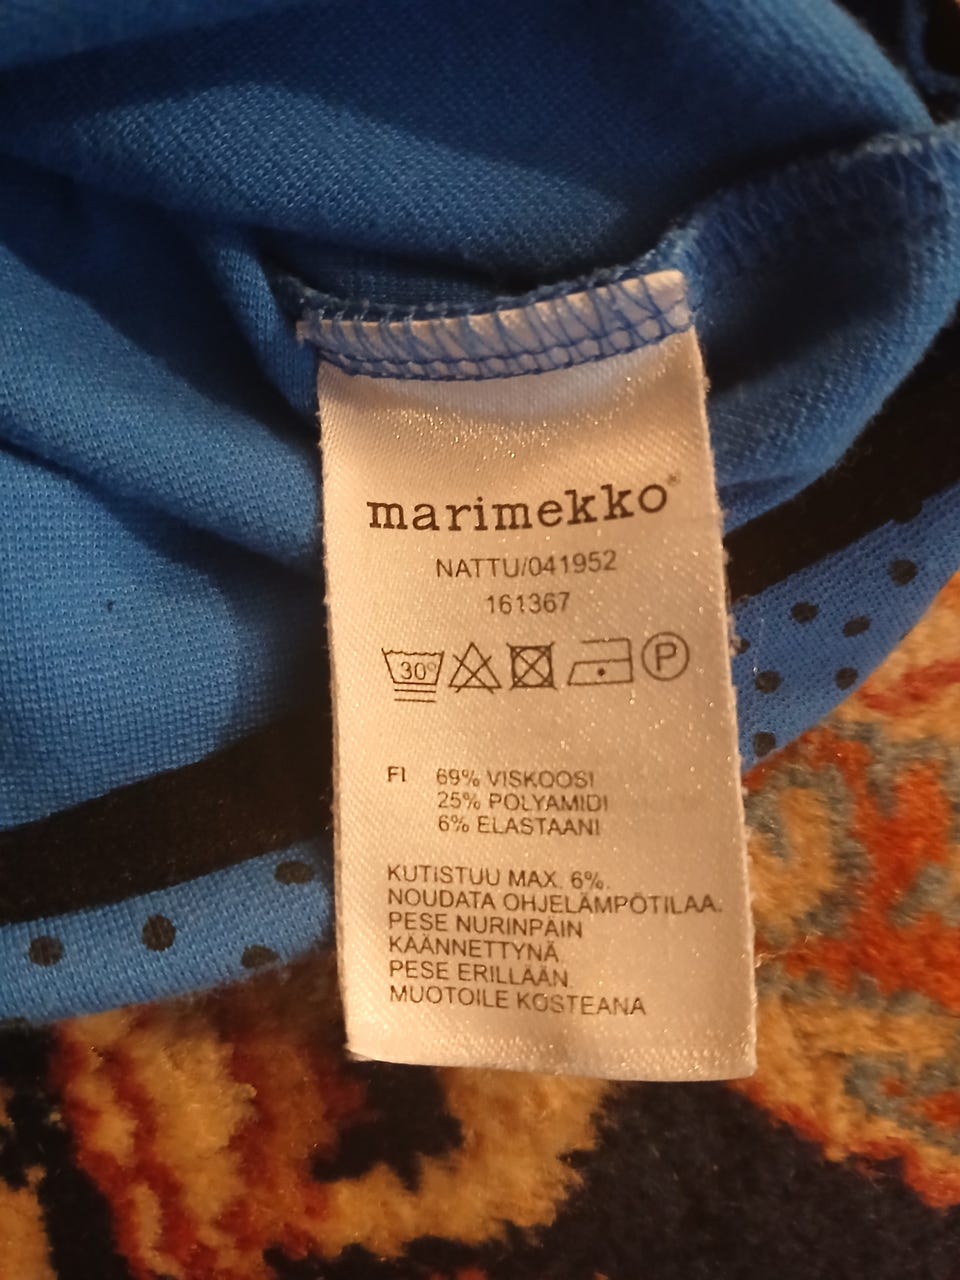 marimekko®
NATTU/041952
161367
30° P
FI 69% VISKOOSI
25% POLYAMIDI
6% ELASTAANI
KUTISTUU MAX. 6%.
NOUDATA OHJELÄMPÖTILAA.
PESE NURINPÄIN
KÄÄNNETTYNÄ.
PESE ERILLÄÄN.
MUOTOILE KOSTEANA